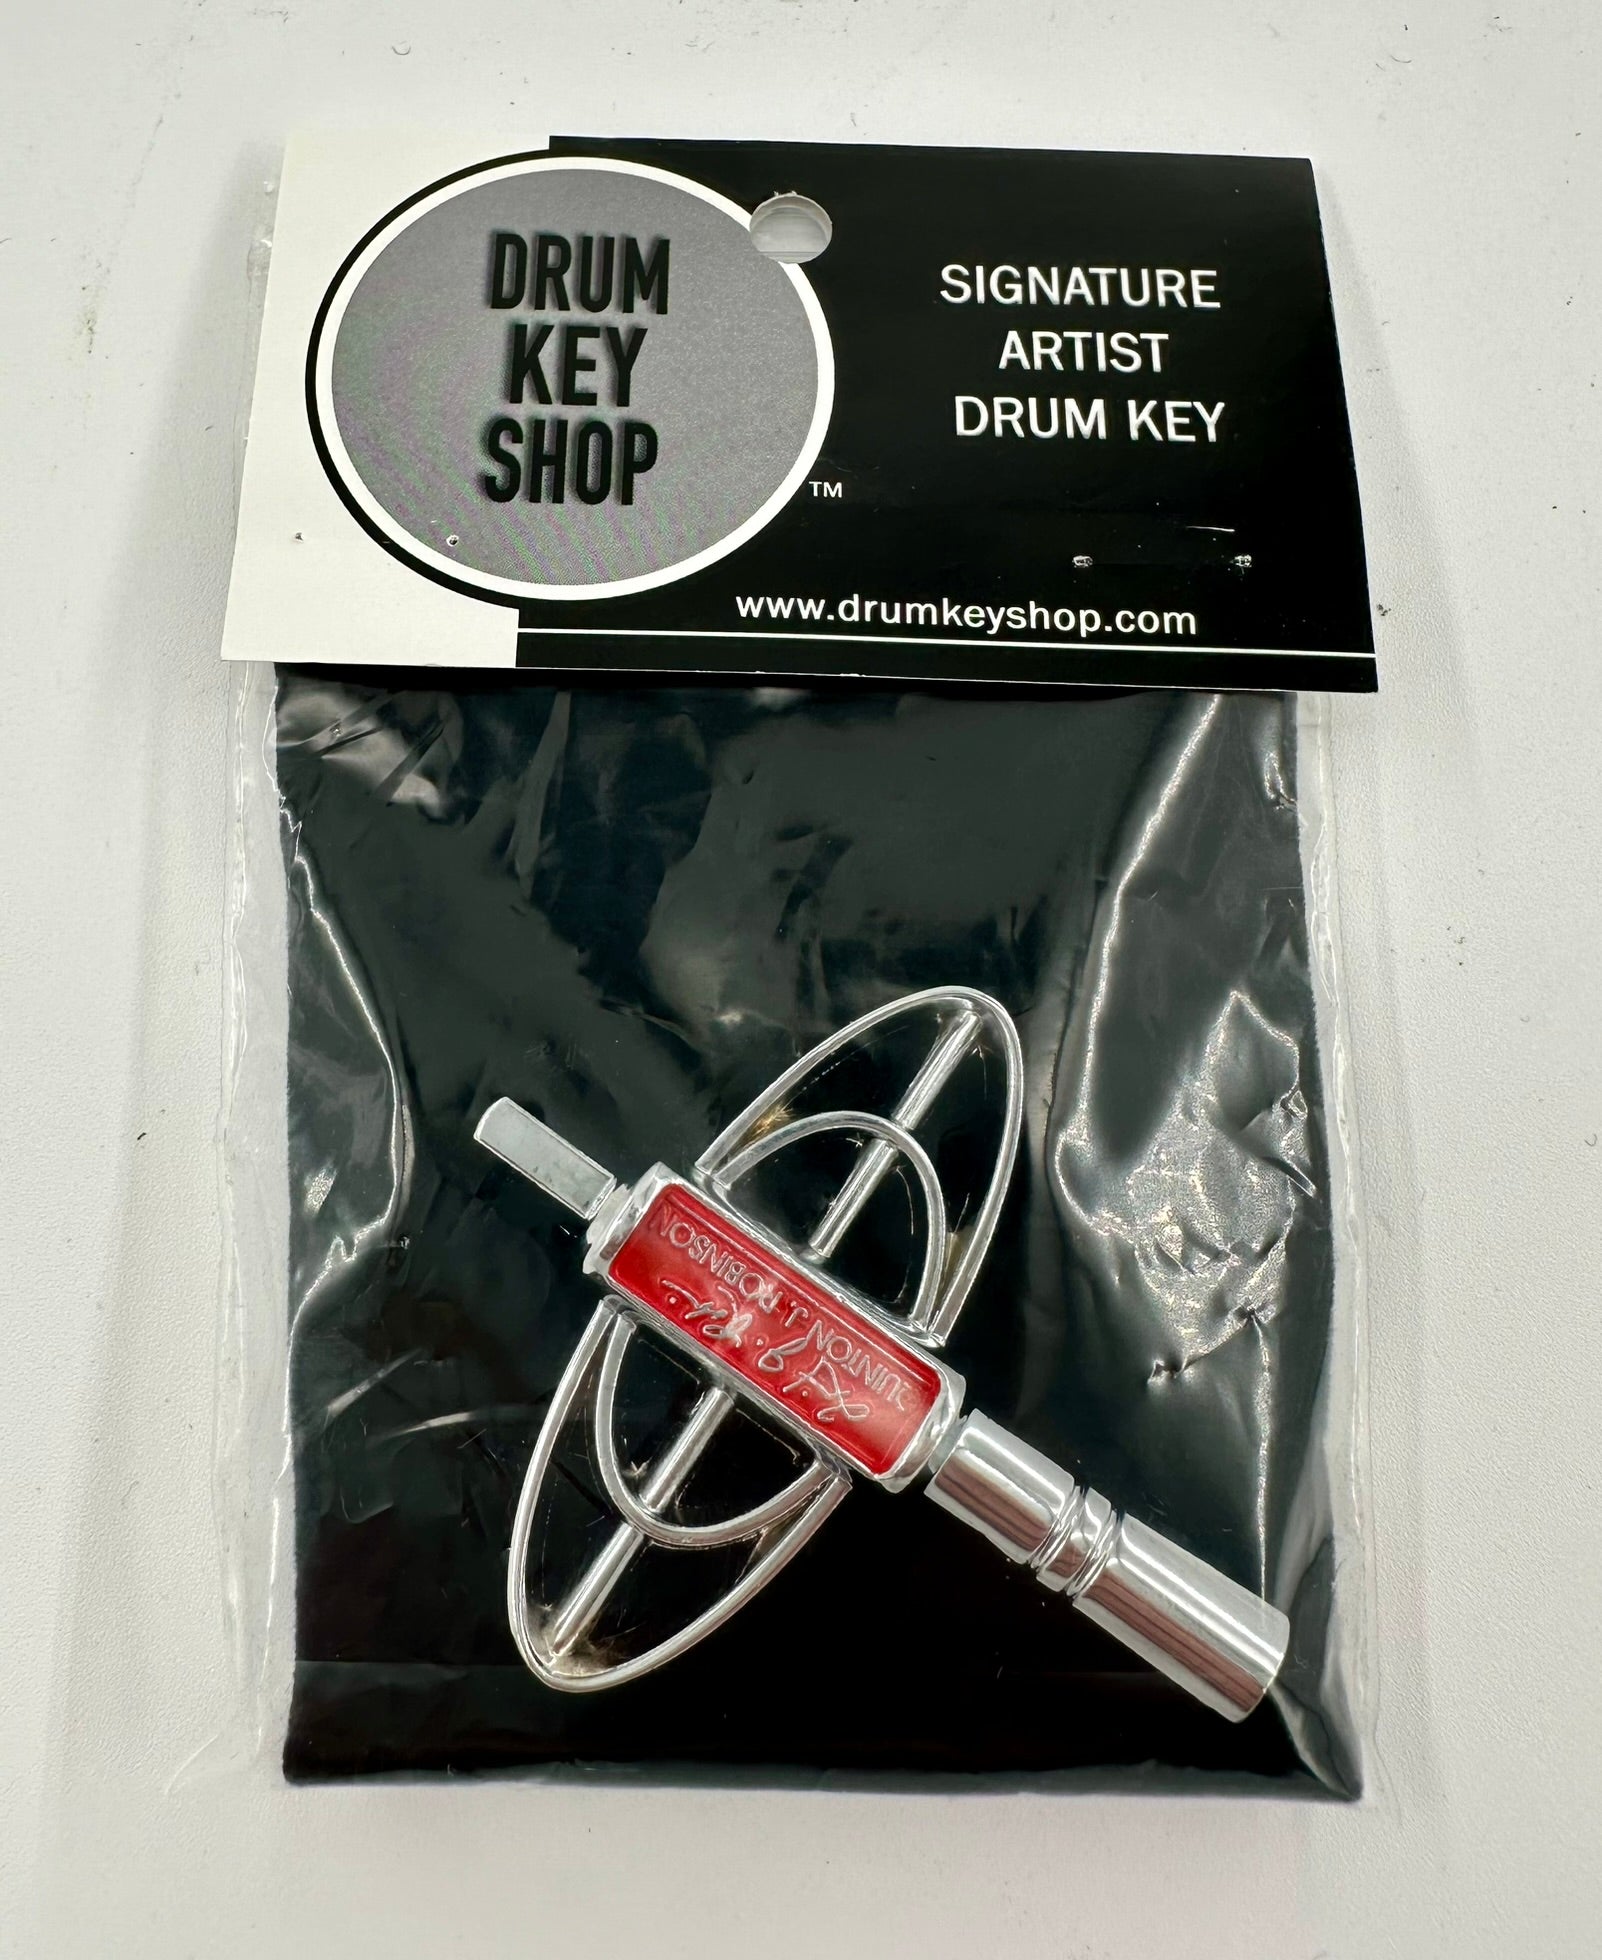 DRUM
KEY
SHOP
™
SIGNATURE
ARTIST
DRUM KEY
www.drumkeyshop.com
QUINTON J. ROBINSON